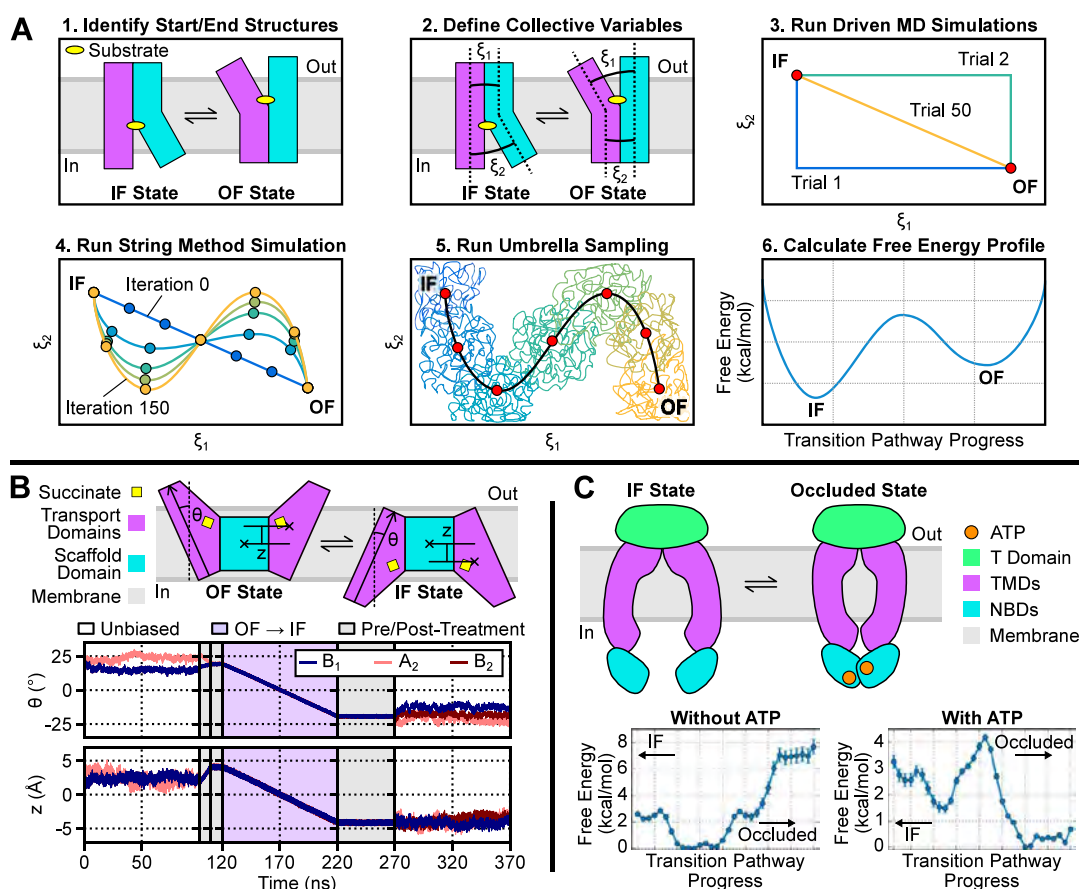 A
1. Identify Start/End Structures
Substrate
Out
In
IF State
OF State
2. Define Collective Variables
ξ1
ξ1
Out
In
ξ2
ξ2
IF State
OF State
3. Run Driven MD Simulations
IF
Trial 2
Trial 50
Trial 1
OF
ξ2
ξ1
4. Run String Method Simulation
IF
Iteration 0
Iteration 150
OF
ξ2
ξ1
5. Run Umbrella Sampling
IF
OF
ξ2
ξ1
6. Calculate Free Energy Profile
Free Energy
(kcal/mol)
IF
OF
Transition Pathway Progress
B
Succinate
Transport
Domains
Scaffold
Domain
Membrane
Out
θ
z
θ
z
In
OF State
IF State
Unbiased
OF → IF
Pre/Post-Treatment
B1
A2
B2
θ (°)
25
0
-25
z (Å)
5
0
-5
0 50 120 170 220 270 320 370
Time (ns)
C
IF State
Occluded State
Out
In
ATP
T Domain
TMDs
NBDs
Membrane
Without ATP
Free Energy
(kcal/mol)
8
6
4
2
0
IF
Occluded
Transition Pathway
Progress
With ATP
Free Energy
(kcal/mol)
4
3
2
1
0
Occluded
IF
Transition Pathway
Progress